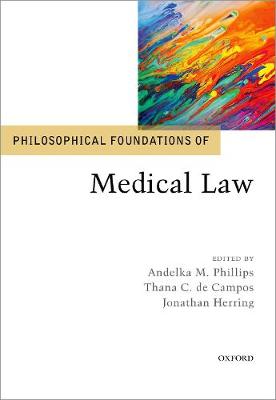 PHILOSOPHICAL FOUNDATIONS OF
Medical Law
EDITED BY
Andelka M. Phillips
Thana C. de Campos
Jonathan Herring
OXFORD